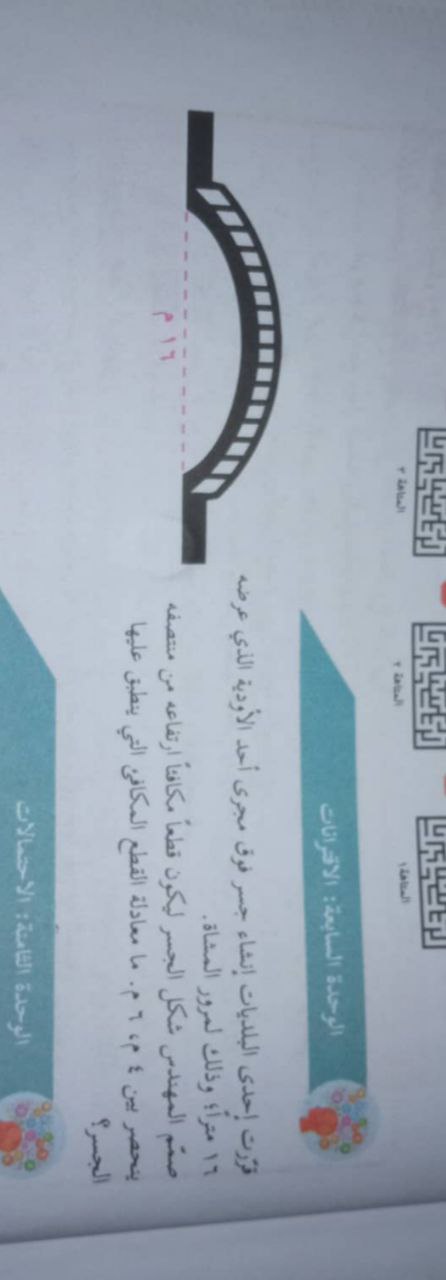 المتاهة ١
المتاهة ٢
المتاهة ٣
الوحدة السابعة: الاقترانات
قررت إحدى البلديات إنشاء جسر فوق مجرى أحد الأودية الذي عرضه
١٦ متراً؛ وذلك لمرور المشاة.
صمّم المهندس شكل الجسر ليكون قطعاً مكافئاً ارتفاعه من منتصفه
ينحصر بين ٤ م، ٦ م. ما معادلة القطع المكافئ التي ينطبق عليها
الجسر؟
١٦ م
الوحدة الثامنة: الاحتمالات